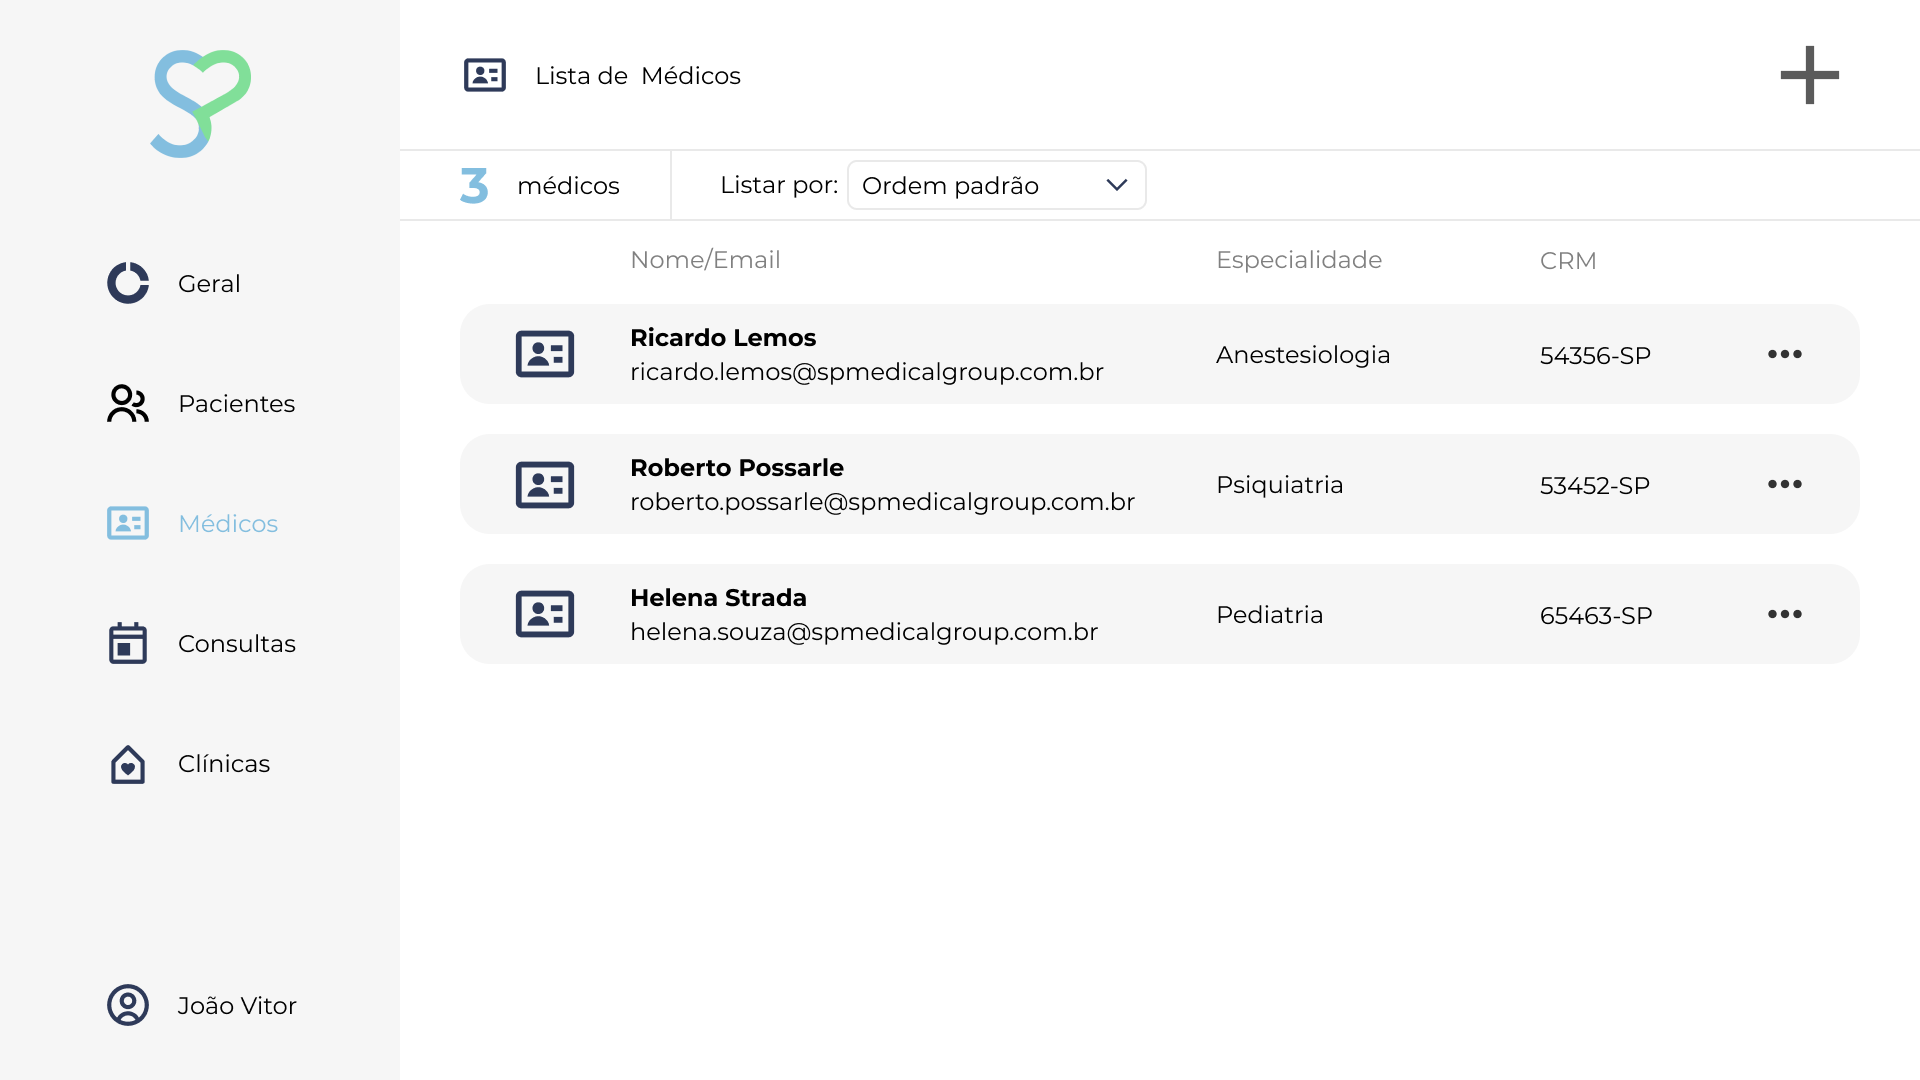 Geral
Pacientes
Médicos
Consultas
Clínicas
João Vitor
Lista de  Médicos
3 médicos
Listar por: Ordem padrão
Nome/Email Especialidade CRM
Ricardo Lemos
ricardo.lemos@spmedicalgroup.com.br
Anestesiologia
54356-SP
Roberto Possarle
roberto.possarle@spmedicalgroup.com.br
Psiquiatria
53452-SP
Helena Strada
helena.souza@spmedicalgroup.com.br
Pediatria
65463-SP